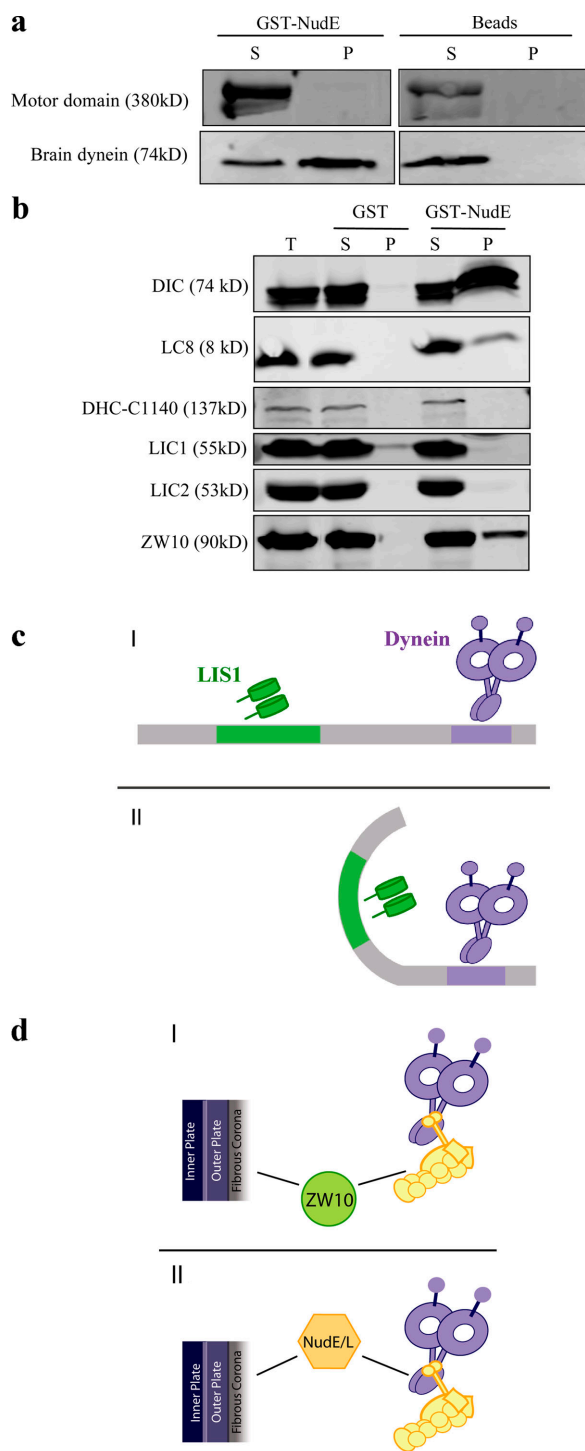 a
GST-NudE Beads
S P S P
Motor domain (380kD)
Brain dynein (74kD)
b
GST GST-NudE
T S P S P
DIC (74 kD)
LC8 (8 kD)
DHC-C1140 (137kD)
LIC1 (55kD)
LIC2 (53kD)
ZW10 (90kD)
c
I
Dynein
LIS1
II
d
I
Inner Plate
Outer Plate
Fibrous Corona
ZW10
II
Inner Plate
Outer Plate
Fibrous Corona
NudE/L